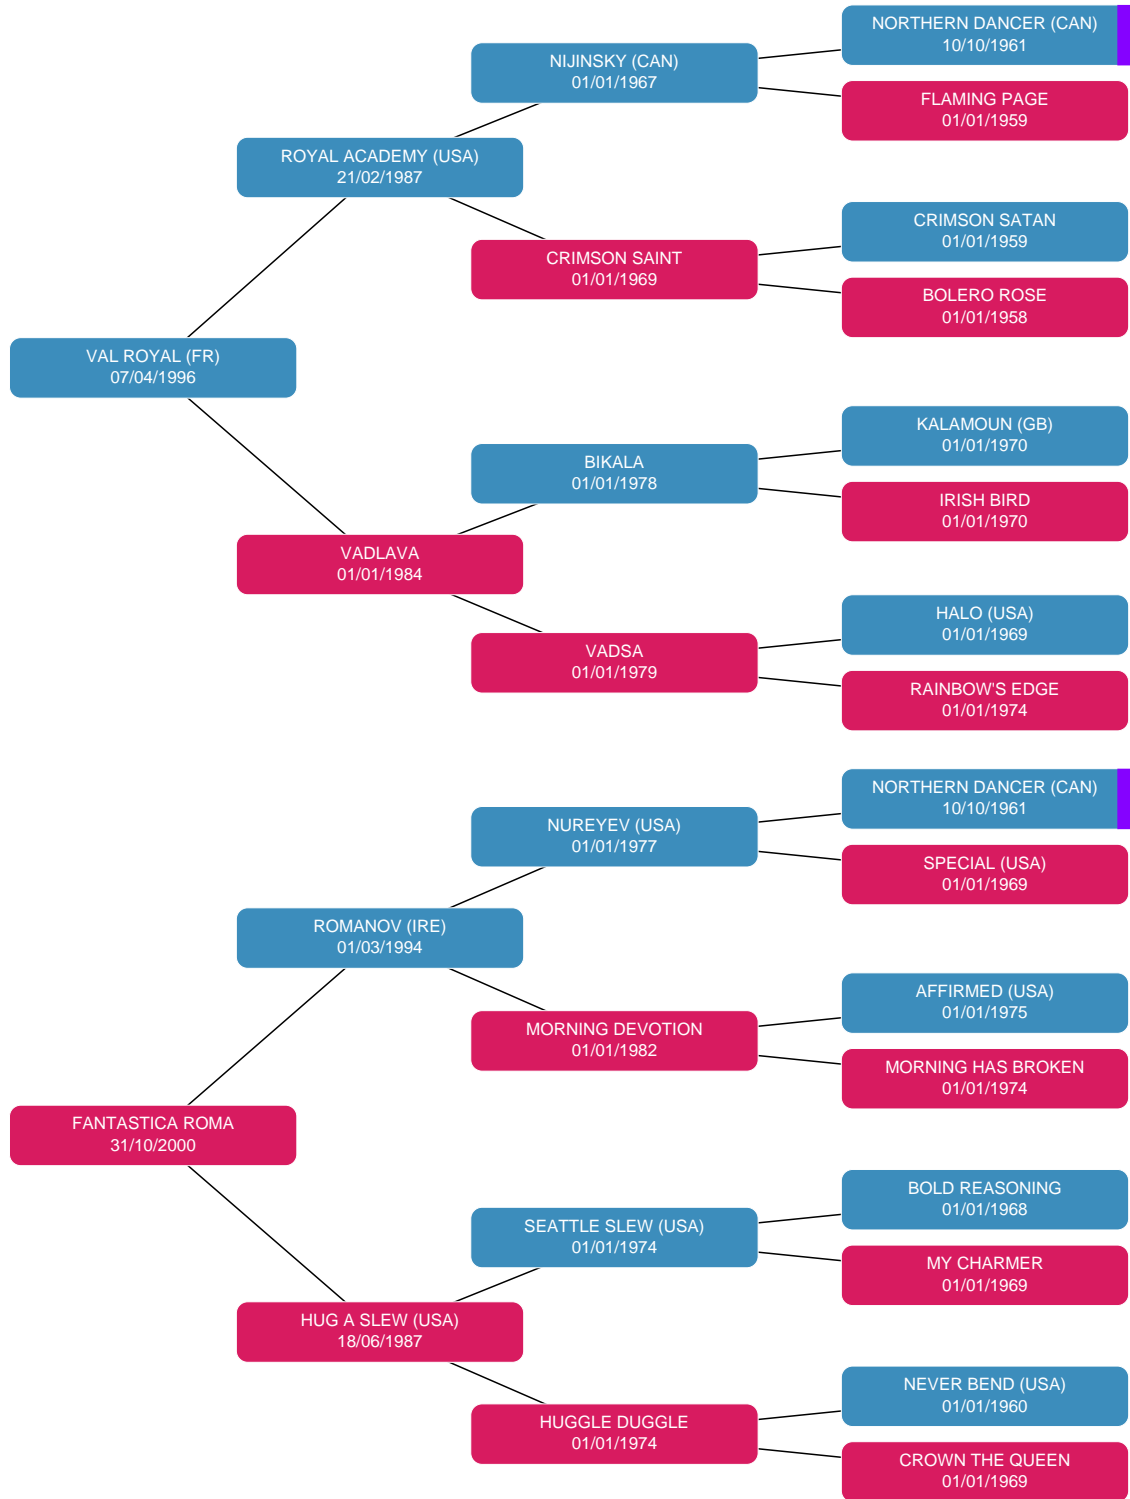 NORTHERN DANCER (CAN)
10/10/1961
NIJINSKY (CAN)
01/01/1967
FLAMING PAGE
01/01/1959
ROYAL ACADEMY (USA)
21/02/1987
CRIMSON SATAN
01/01/1959
CRIMSON SAINT
01/01/1969
BOLERO ROSE
01/01/1958
VAL ROYAL (FR)
07/04/1996
KALAMOUN (GB)
01/01/1970
BIKALA
01/01/1978
IRISH BIRD
01/01/1970
VADLAVA
01/01/1984
HALO (USA)
01/01/1969
VADSA
01/01/1979
RAINBOW'S EDGE
01/01/1974
NORTHERN DANCER (CAN)
10/10/1961
NUREYEV (USA)
01/01/1977
SPECIAL (USA)
01/01/1969
ROMANOV (IRE)
01/03/1994
AFFIRMED (USA)
01/01/1975
MORNING DEVOTION
01/01/1982
MORNING HAS BROKEN
01/01/1974
FANTASTICA ROMA
31/10/2000
BOLD REASONING
01/01/1968
SEATTLE SLEW (USA)
01/01/1974
MY CHARMER
01/01/1969
HUG A SLEW (USA)
18/06/1987
NEVER BEND (USA)
01/01/1960
HUGGLE DUGGLE
01/01/1974
CROWN THE QUEEN
01/01/1969